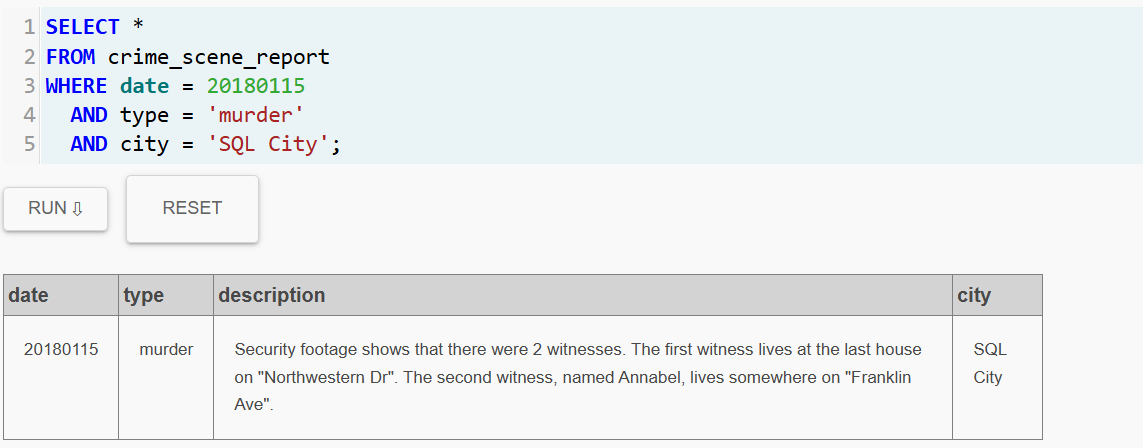 1 SELECT *
2 FROM crime_scene_report
3 WHERE date = 20180115
4 AND type = 'murder'
5 AND city = 'SQL City';
RUN ⇩ RESET
date type description city
20180115 murder Security footage shows that there were 2 witnesses. The first witness lives at the last house SQL
on "Northwestern Dr". The second witness, named Annabel, lives somewhere on "Franklin City
Ave".